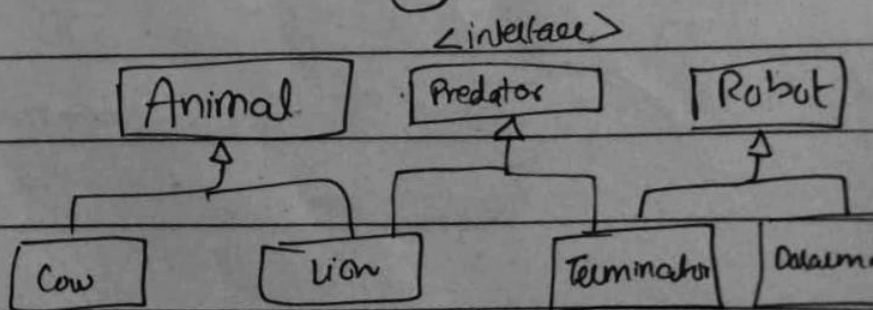 <interface>
Animal
Predator
Robot
Cow
Lion
Terminator